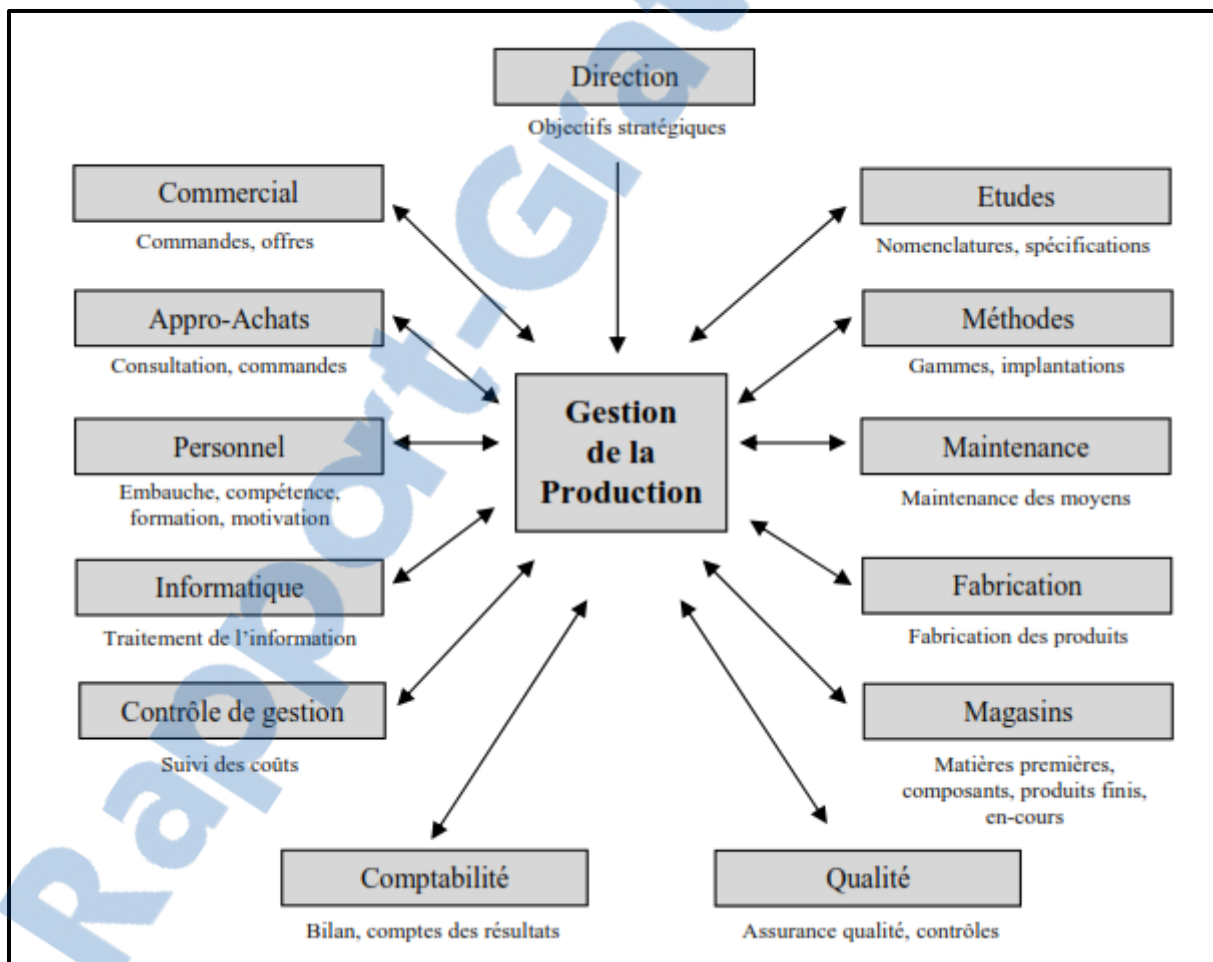 Direction
Objectifs stratégiques
Commercial
Commandes, offres
Appro-Achats
Consultation, commandes
Personnel
Embauche, compétence,
formation, motivation
Informatique
Traitement de l’information
Contrôle de gestion
Suivi des coûts
Comptabilité
Bilan, comptes des résultats
Gestion
de la
Production
Etudes
Nomenclatures, spécifications
Méthodes
Gammes, implantations
Maintenance
Maintenance des moyens
Fabrication
Fabrication des produits
Magasins
Matières premières,
composants, produits finis,
en-cours
Qualité
Assurance qualité, contrôles
Rapport-Grat